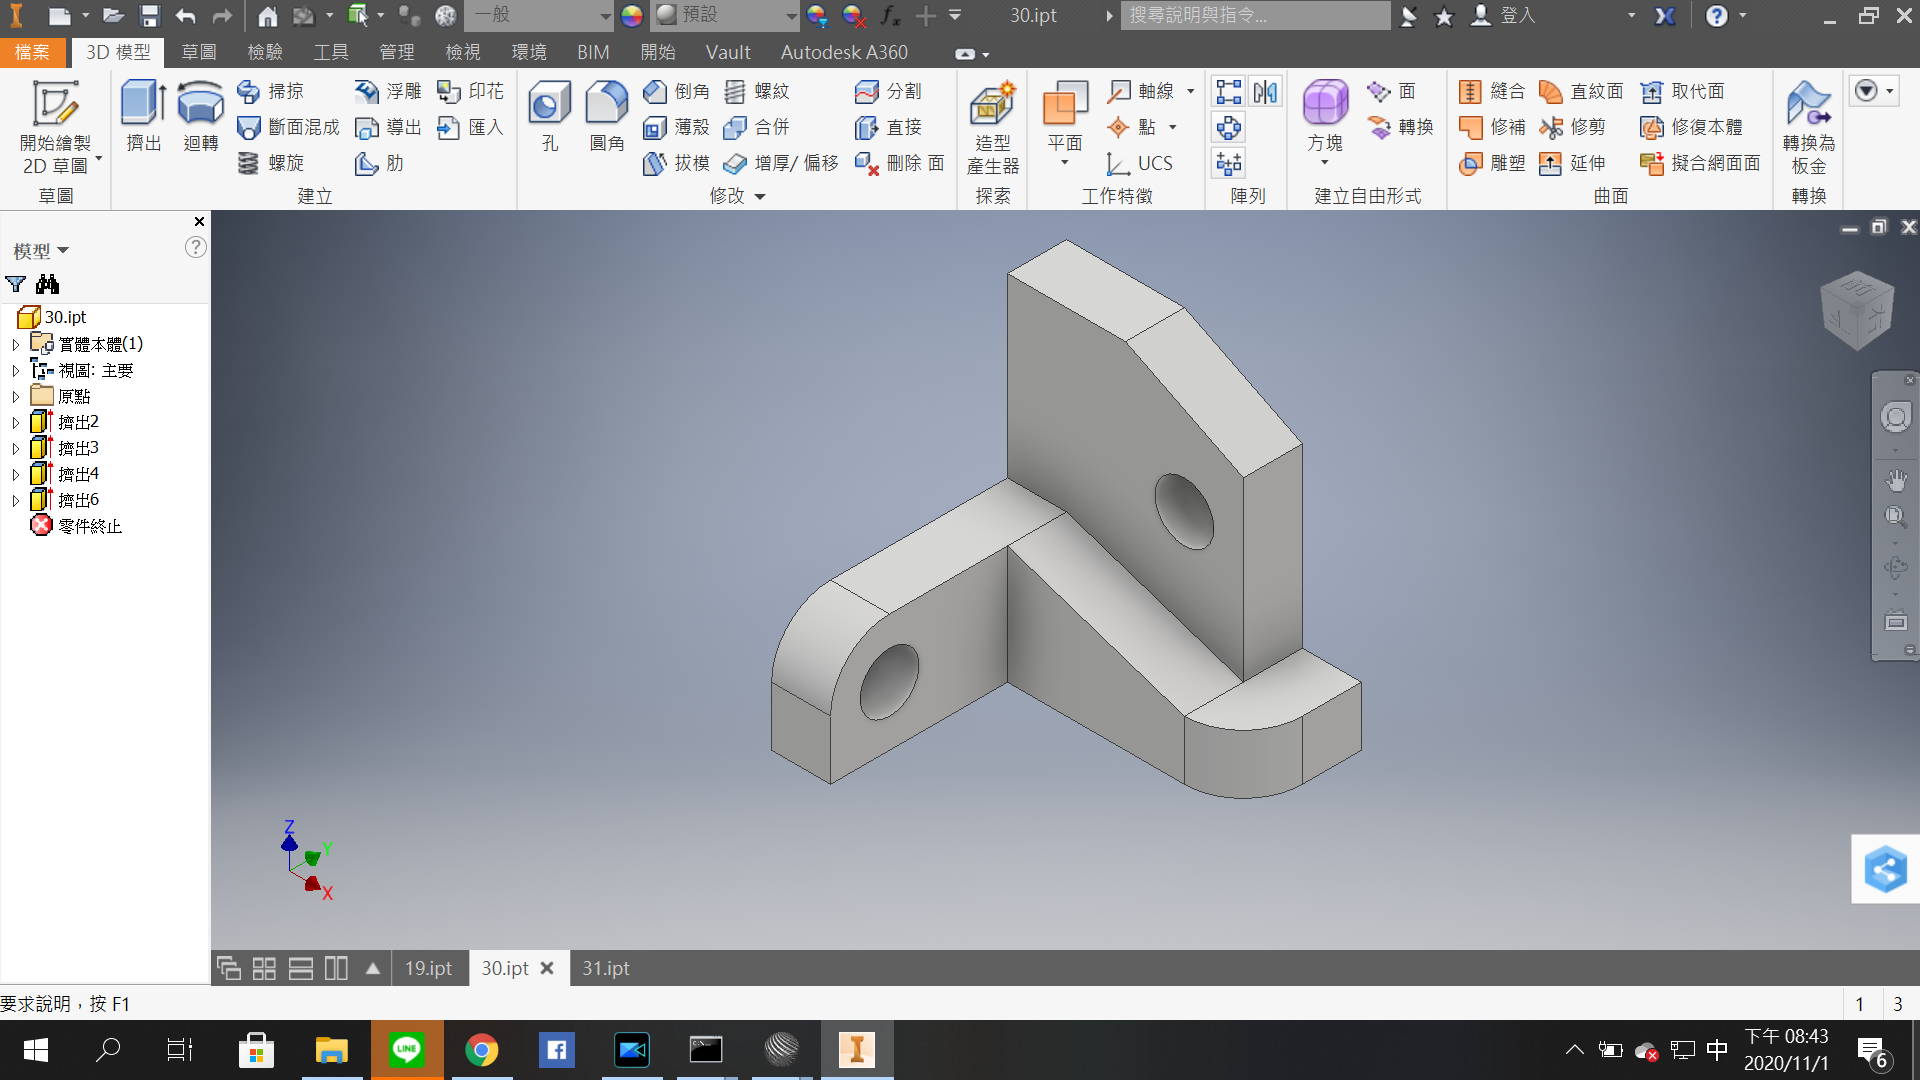 一般
預設
30.ipt
搜尋說明與指令...
登入
檔案
3D 模型
草圖
檢驗
工具
管理
檢視
環境
BIM
開始
Vault
Autodesk A360
開始繪製
2D 草圖
草圖
擠出
迴轉
掃掠
浮雕
印花
斷面混成
導出
匯入
螺旋
肋
建立
孔
圓角
倒角
螺紋
分割
薄殼
合併
直接
拔模
增厚/ 偏移
刪除 面
修改
造型
產生器
探索
平面
軸線
點
UCS
工作特徵
陣列
方塊
面
轉換
建立自由形式
縫合
直紋面
取代面
修補
修剪
修復本體
雕塑
延伸
擬合網面面
曲面
轉換為
板金
轉換
模型
30.ipt
實體本體(1)
視圖: 主要
原點
擠出2
擠出3
擠出4
擠出6
零件終止
Z
Y
X
19.ipt
30.ipt
31.ipt
要求說明，按 F1
1
3
LINE
中
下午 08:43
2020/11/1
6